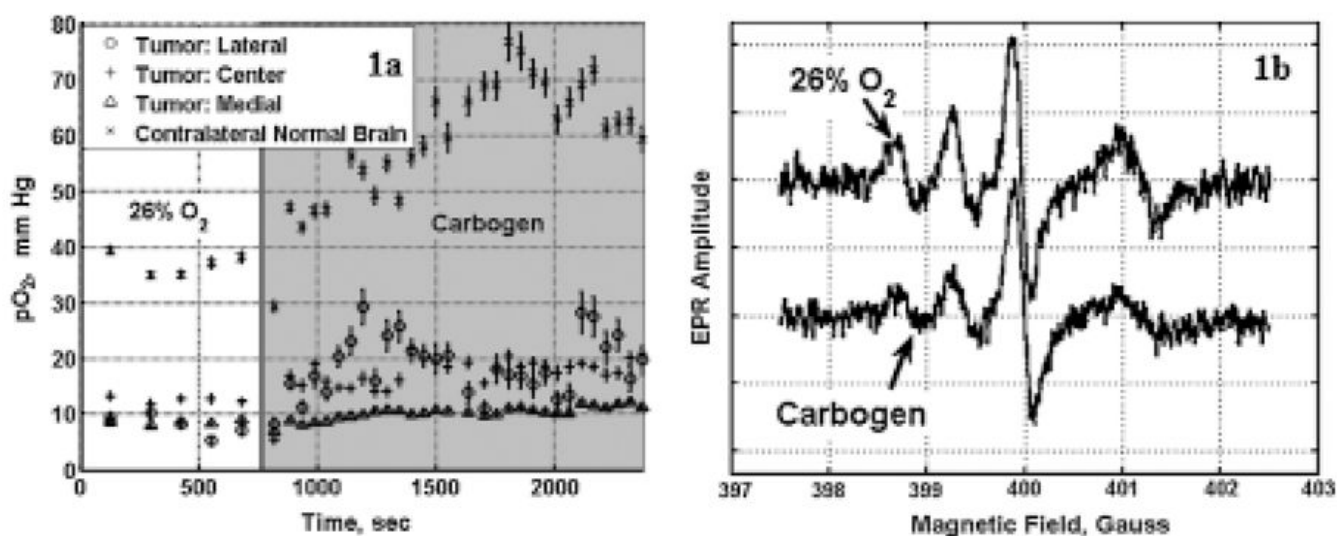 80
70
60
50
40
30
20
10
0
pO2, mm Hg
Tumor: Lateral
Tumor: Center
Tumor: Medial
Contralateral Normal Brain
1a
26% O2
Carbogen
0 500 1000 1500 2000
Time, sec
1b
26% O2
Carbogen
EPR Amplitude
397 398 399 400 401 402 403
Magnetic Field, Gauss